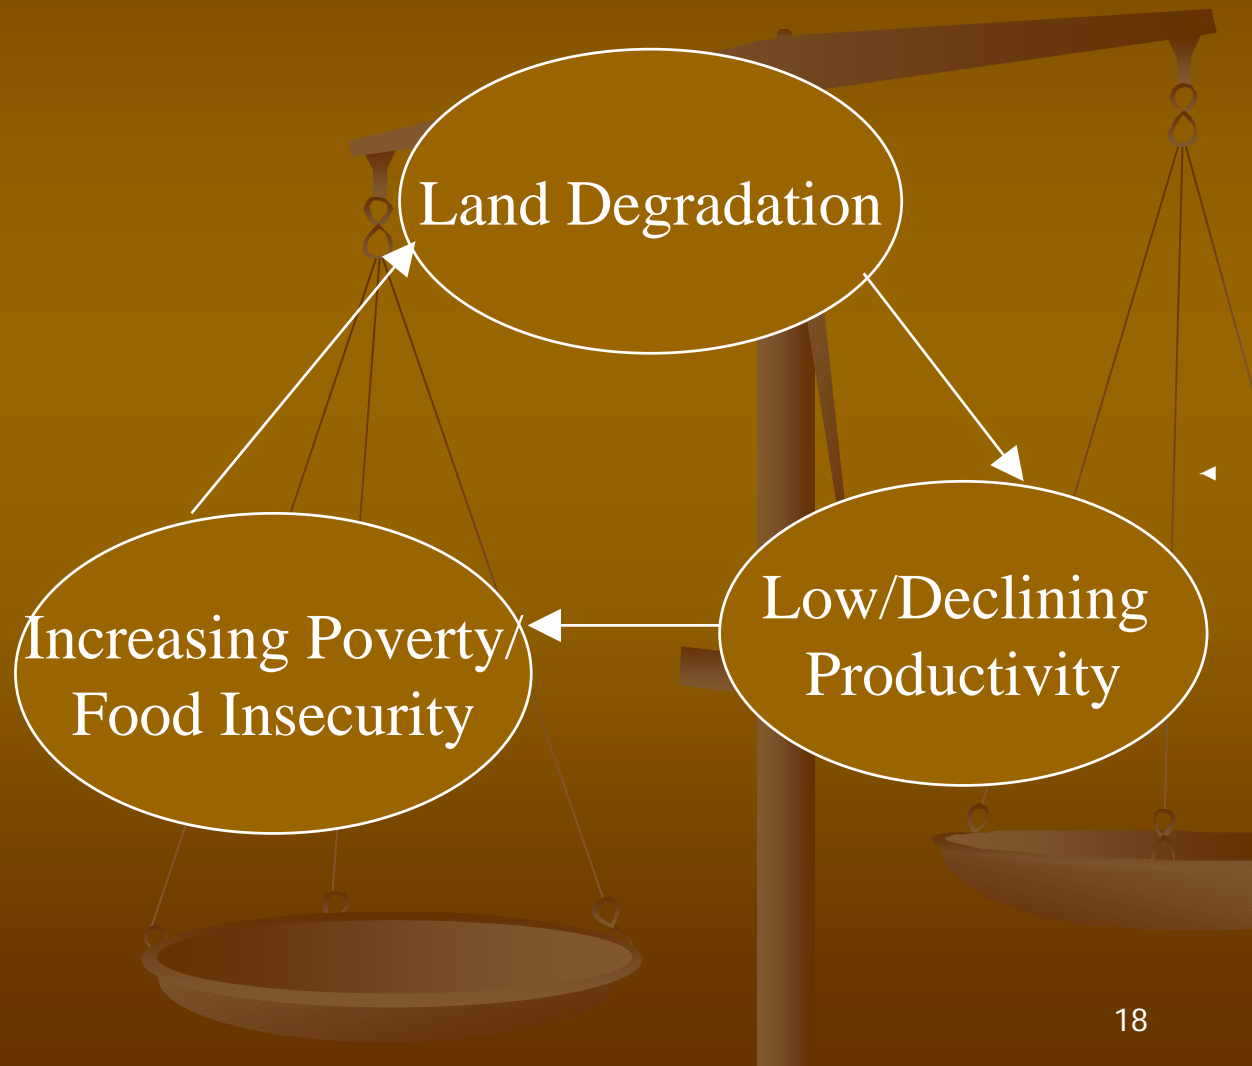 Land Degradation
Low/Declining
Productivity
Increasing Poverty/
Food Insecurity
18